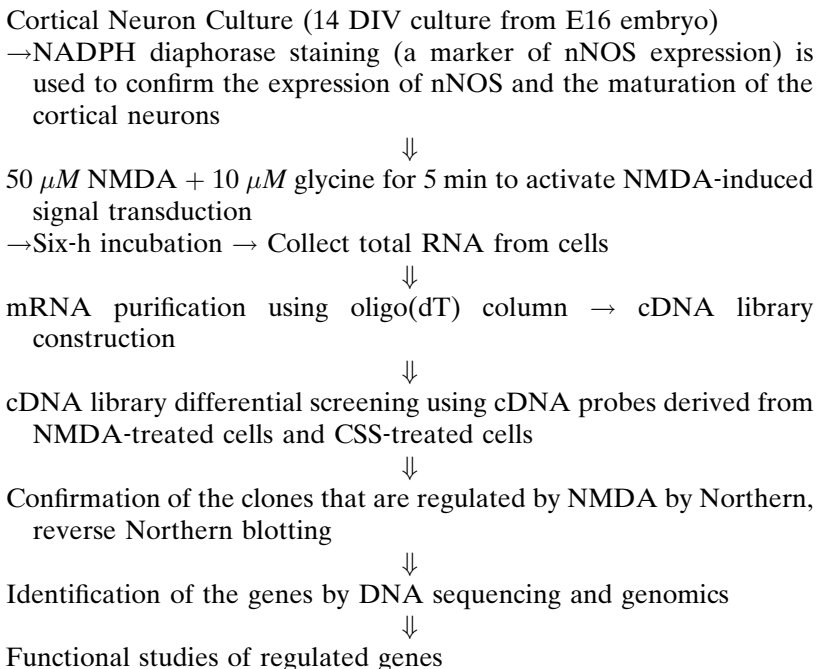 Cortical Neuron Culture (14 DIV culture from E16 embryo)
→NADPH diaphorase staining (a marker of nNOS expression) is
used to confirm the expression of nNOS and the maturation of the
cortical neurons
⇓
50 μM NMDA + 10 μM glycine for 5 min to activate NMDA-induced
signal transduction
→Six-h incubation → Collect total RNA from cells
⇓
mRNA purification using oligo(dT) column → cDNA library
construction
⇓
cDNA library differential screening using cDNA probes derived from
NMDA-treated cells and CSS-treated cells
⇓
Confirmation of the clones that are regulated by NMDA by Northern,
reverse Northern blotting
⇓
Identification of the genes by DNA sequencing and genomics
⇓
Functional studies of regulated genes